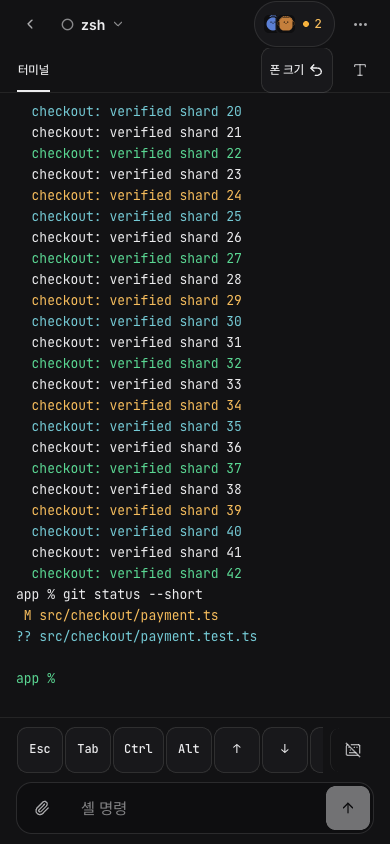 zsh
2
터미널
폰 크기
checkout: verified shard 20
checkout: verified shard 21
checkout: verified shard 22
checkout: verified shard 23
checkout: verified shard 24
checkout: verified shard 25
checkout: verified shard 26
checkout: verified shard 27
checkout: verified shard 28
checkout: verified shard 29
checkout: verified shard 30
checkout: verified shard 31
checkout: verified shard 32
checkout: verified shard 33
checkout: verified shard 34
checkout: verified shard 35
checkout: verified shard 36
checkout: verified shard 37
checkout: verified shard 38
checkout: verified shard 39
checkout: verified shard 40
checkout: verified shard 41
checkout: verified shard 42
app % git status --short
 M src/checkout/payment.ts
?? src/checkout/payment.test.ts
app %
Esc Tab Ctrl Alt ↑ ↓
셸 명령